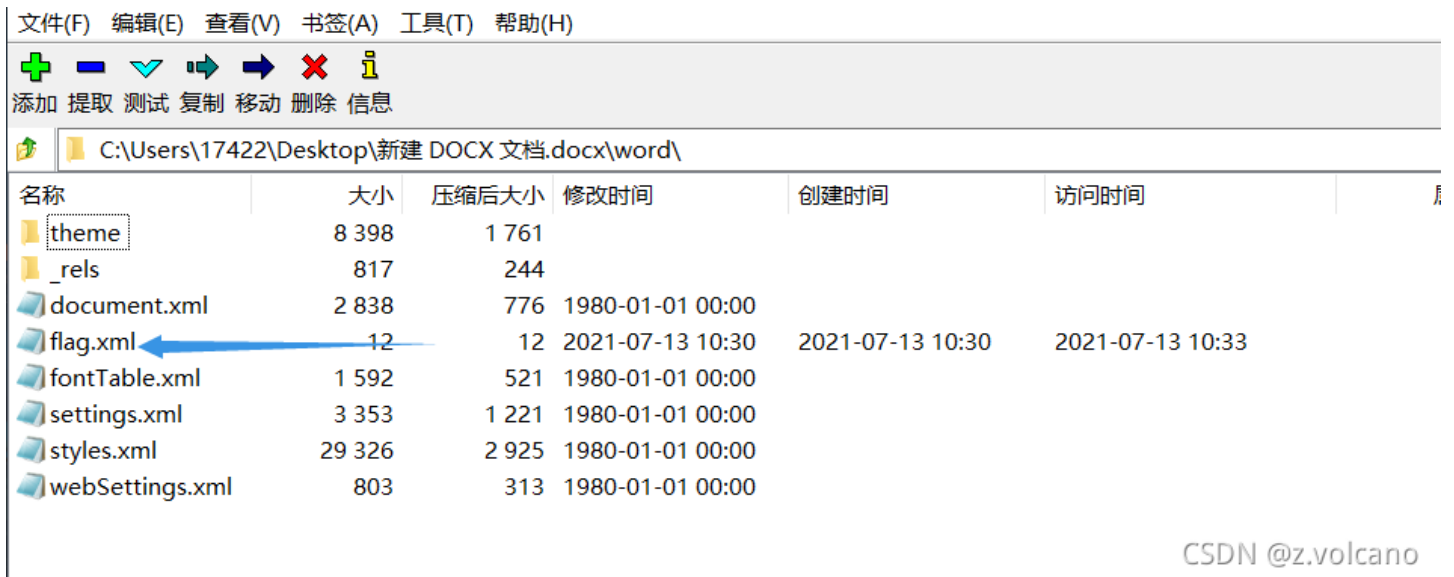 文件(F) 编辑(E) 查看(V) 书签(A) 工具(T) 帮助(H)
添加 提取 测试 复制 移动 删除 信息
C:\Users\17422\Desktop\新建 DOCX 文档.docx\word\
名称 大小 压缩后大小 修改时间 创建时间 访问时间
theme 8 398 1 761
_rels 817 244
document.xml 2 838 776 1980-01-01 00:00
flag.xml 12 12 2021-07-13 10:30 2021-07-13 10:30 2021-07-13 10:33
fontTable.xml 1 592 521 1980-01-01 00:00
settings.xml 3 353 1 221 1980-01-01 00:00
styles.xml 29 326 2 925 1980-01-01 00:00
webSettings.xml 803 313 1980-01-01 00:00
CSDN @z.volcano